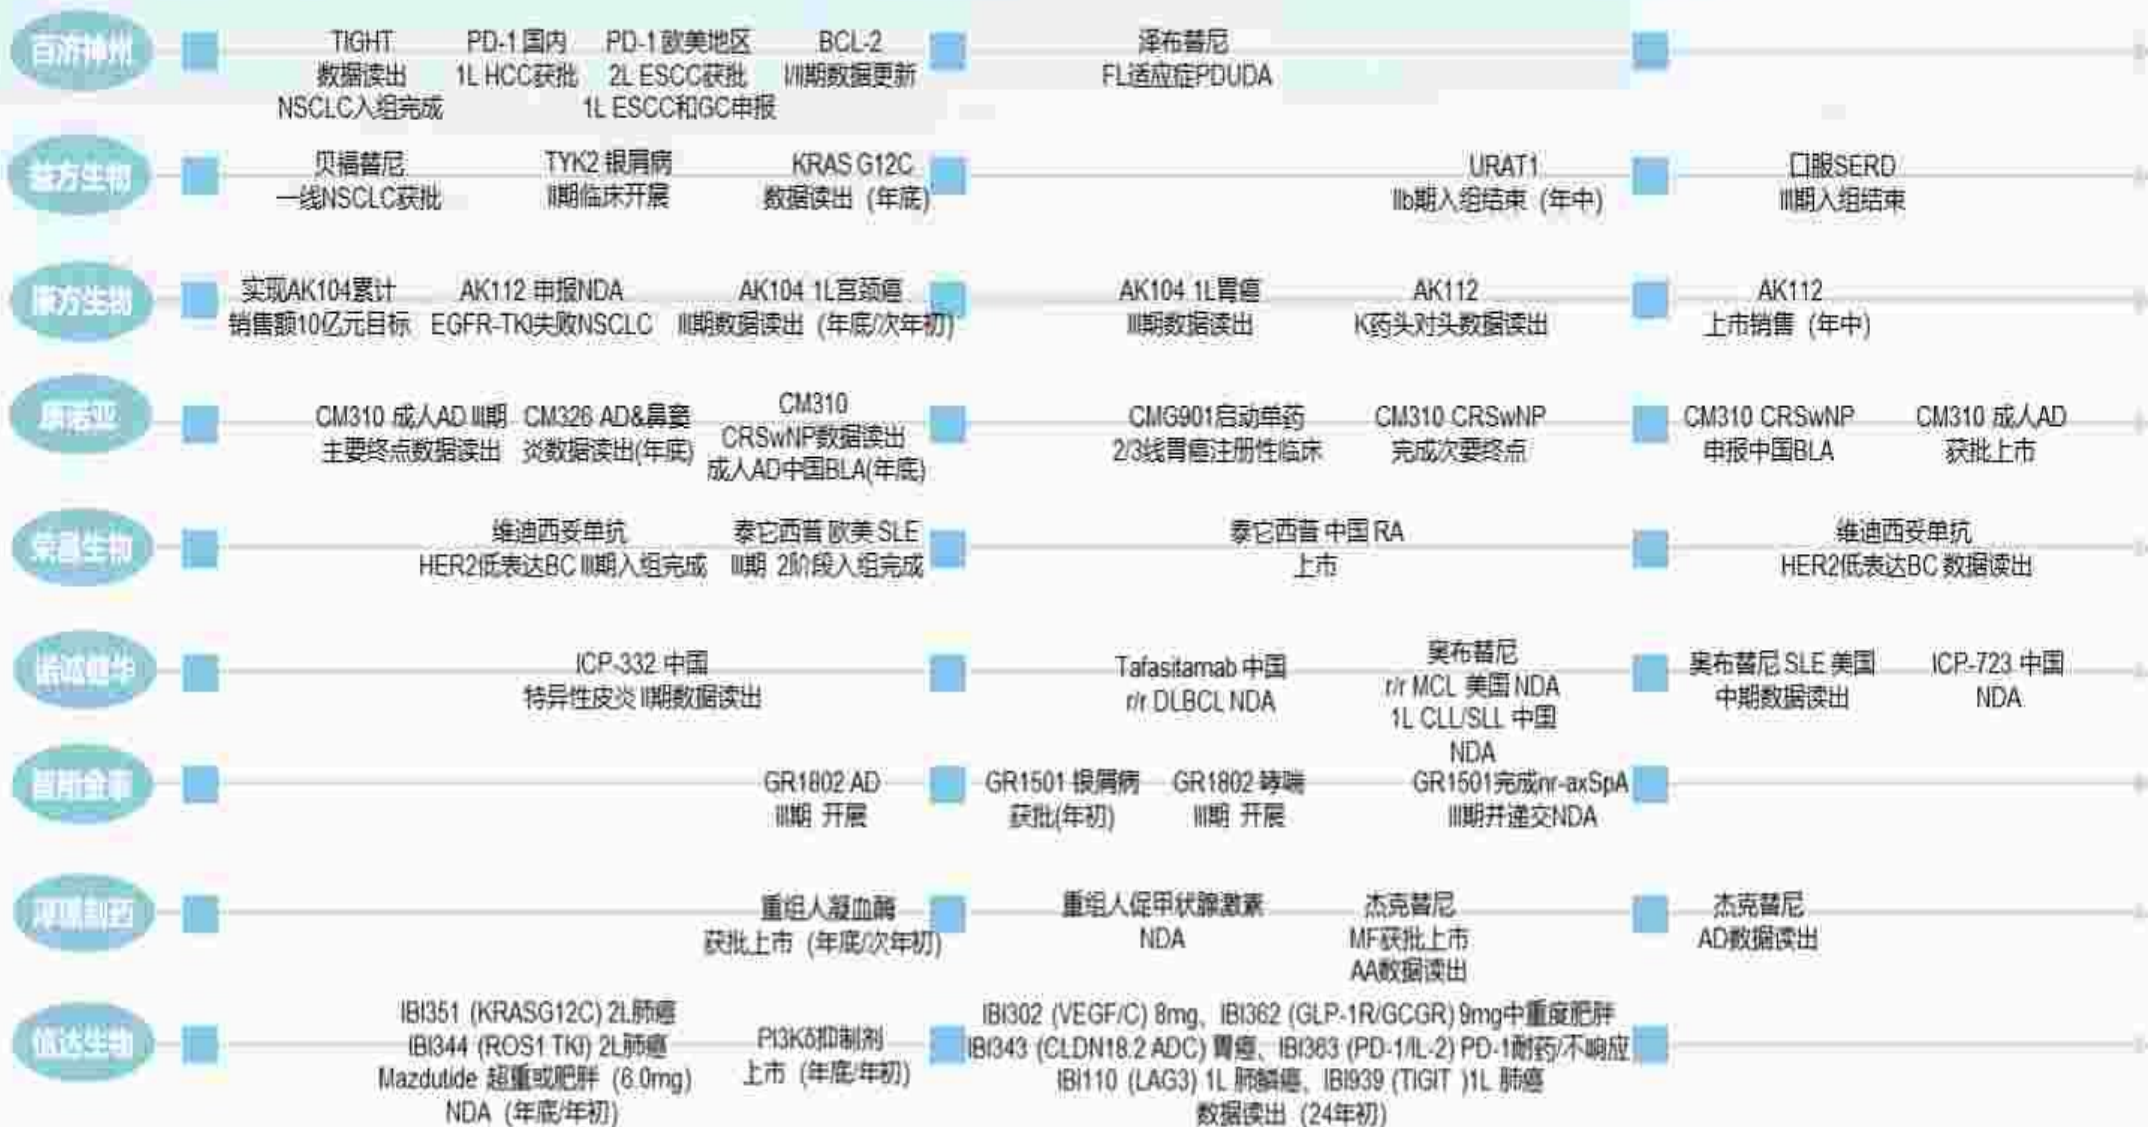 百济神州
TIGHT
数据读出
NSCLC入组完成
PD-1 国内
1L HCC获批
PD-1 欧美地区
2L ESCC获批
1L ESCC和GC申报
BCL-2
I/II期数据更新
泽布替尼
FL适应症PDUDA
益方生物
贝福替尼
一线NSCLC获批
TYK2 银屑病
II期临床开展
KRAS G12C
数据读出（年底）
URAT1
IIb期入组结束（年中）
口服SERD
III期入组结束
康方生物
实现AK104累计
销售额10亿元目标
AK112 申报NDA
EGFR-TKI失败NSCLC
AK104 1L宫颈癌
III期数据读出（年底/次年初）
AK104 1L胃癌
III期数据读出
AK112
K药头对头数据读出
AK112
上市销售（年中）
康诺亚
CM310 成人AD III期
主要终点数据读出
CM326 AD&鼻窦
炎数据读出(年底)
CM310
CRSwNP数据读出
成人AD中国BLA(年底)
CMG901启动单药
2/3线胃癌注册性临床
CM310 CRSwNP
完成次要终点
CM310 CRSwNP
申报中国BLA
CM310 成人AD
获批上市
荣昌生物
维迪西妥单抗
HER2低表达BC III期入组完成
泰它西普 欧美 SLE
III期 2阶段入组完成
泰它西普 中国 RA
上市
维迪西妥单抗
HER2低表达BC 数据读出
诺诚健华
ICP-332 中国
特异性皮炎 II期数据读出
Tafasitamab 中国
r/r DLBCL NDA
奥布替尼
r/r MCL 美国 NDA
1L CLL/SLL 中国
NDA
奥布替尼 SLE 美国
中期数据读出
ICP-723 中国
NDA
智翔金泰
GR1802 AD
III期 开展
GR1501 银屑病
获批(年初)
GR1802 哮喘
III期 开展
GR1501完成nr-axSpA
III期并递交NDA
泽璟制药
重组人凝血酶
获批上市（年底/次年初）
重组人促甲状腺激素
NDA
杰克替尼
MF获批上市
AA数据读出
杰克替尼
AD数据读出
信达生物
IBI351 (KRASG12C) 2L肺癌
IBI344 (ROS1 TKI) 2L肺癌
Mazdutide 超重或肥胖（6.0mg）
NDA（年底/年初）
PI3Kδ抑制剂
上市（年底/年初）
IBI302 (VEGF/C) 8mg、IBI362 (GLP-1R/GCGR) 9mg中重度肥胖
IBI343 (CLDN18.2 ADC) 胃癌、IBI363 (PD-1/IL-2) PD-1耐药/不响应
IBI110 (LAG3) 1L 肺鳞癌、IBI939 (TIGIT )1L 肺癌
数据读出（24年初）